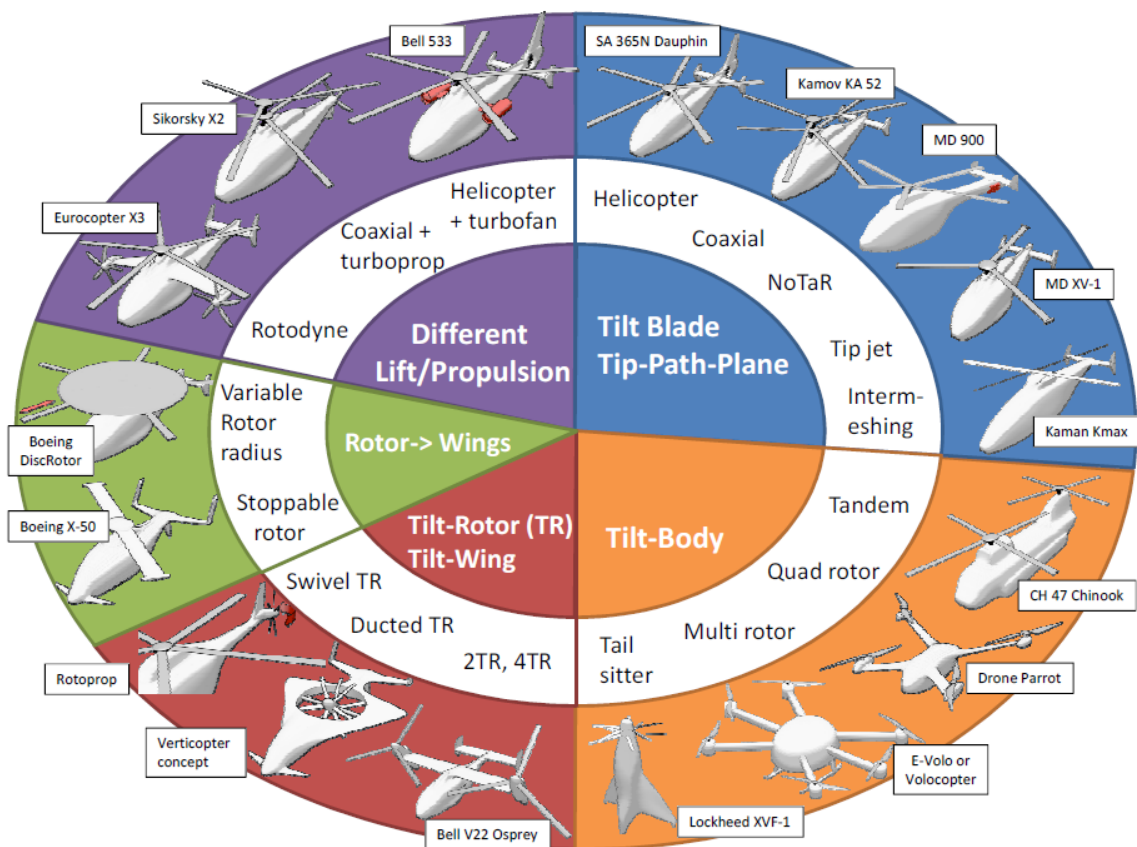 Bell 533
SA 365N Dauphin
Kamov KA 52
Sikorsky X2
MD 900
Eurocopter X3
MD XV-1
Kaman Kmax
Boeing
DiscRotor
Boeing X-50
Rotoprop
Verticopter
concept
Bell V22 Osprey
Lockheed XVF-1
E-Volo or
Volocopter
Drone Parrot
CH 47 Chinook
Helicopter
+ turbofan
Coaxial +
turboprop
Rotodyne
Helicopter
Coaxial
NoTaR
Tip jet
Interm-
eshing
Variable
Rotor
radius
Stoppable
rotor
Swivel TR
Ducted TR
2TR, 4TR
Tail
sitter
Multi rotor
Quad rotor
Tandem
Different
Lift/Propulsion
Tilt Blade
Tip-Path-Plane
Rotor-> Wings
Tilt-Rotor (TR)
Tilt-Wing
Tilt-Body